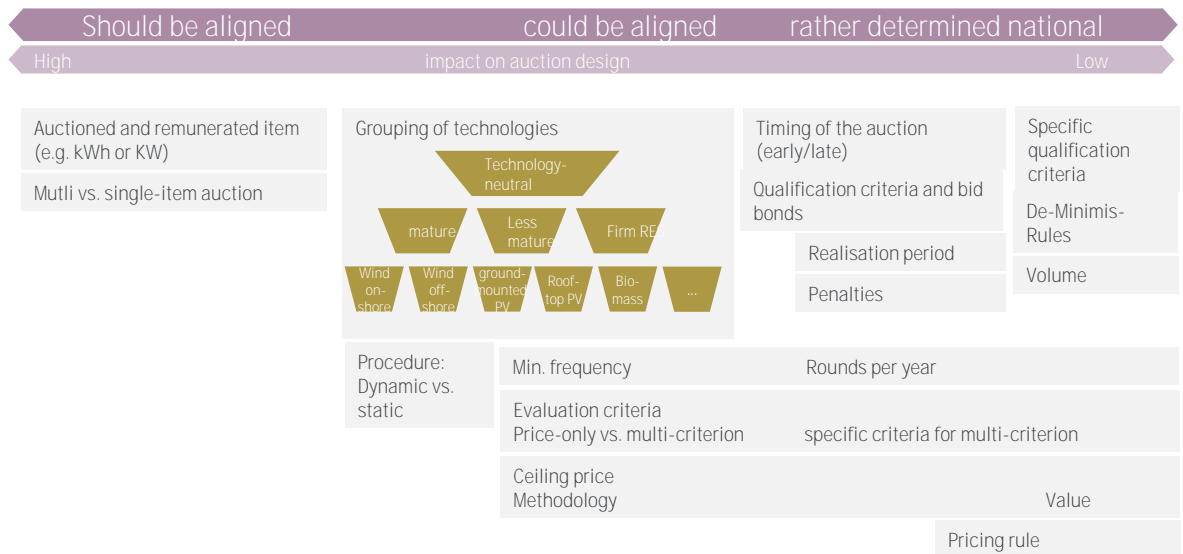 Should be aligned could be aligned rather determined national
High impact on auction design Low
Auctioned and remunerated item
(e.g. kWh or KW)
Mutli vs. single-item auction
Grouping of technologies
Technology-
neutral
mature
Less
mature
Firm RES
Wind
on-
shore
Wind
off-
shore
ground-
mounted
PV
Roof-
top PV
Bio-
mass
...
Timing of the auction
(early/late)
Qualification criteria and bid
bonds
Realisation period
Penalties
Specific
qualification
criteria
De-Minimis-
Rules
Volume
Procedure:
Dynamic vs.
static
Min. frequency Rounds per year
Evaluation criteria
Price-only vs. multi-criterion specific criteria for multi-criterion
Ceiling price
Methodology Value
Pricing rule